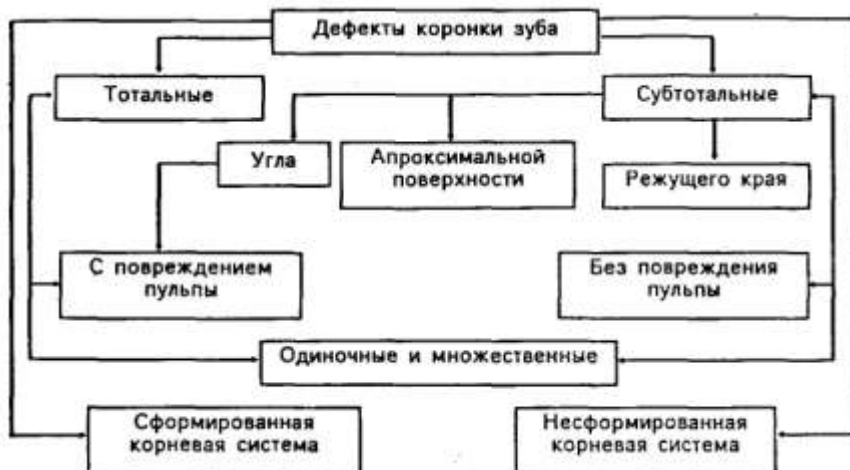 Дефекты коронки зуба
Тотальные
Субтотальные
Угла
Апроксимальной
поверхности
Режущего края
С повреждением
пульпы
Без повреждения
пульпы
Одиночные и множественные
Сформированная
корневая система
Несформированная
корневая система